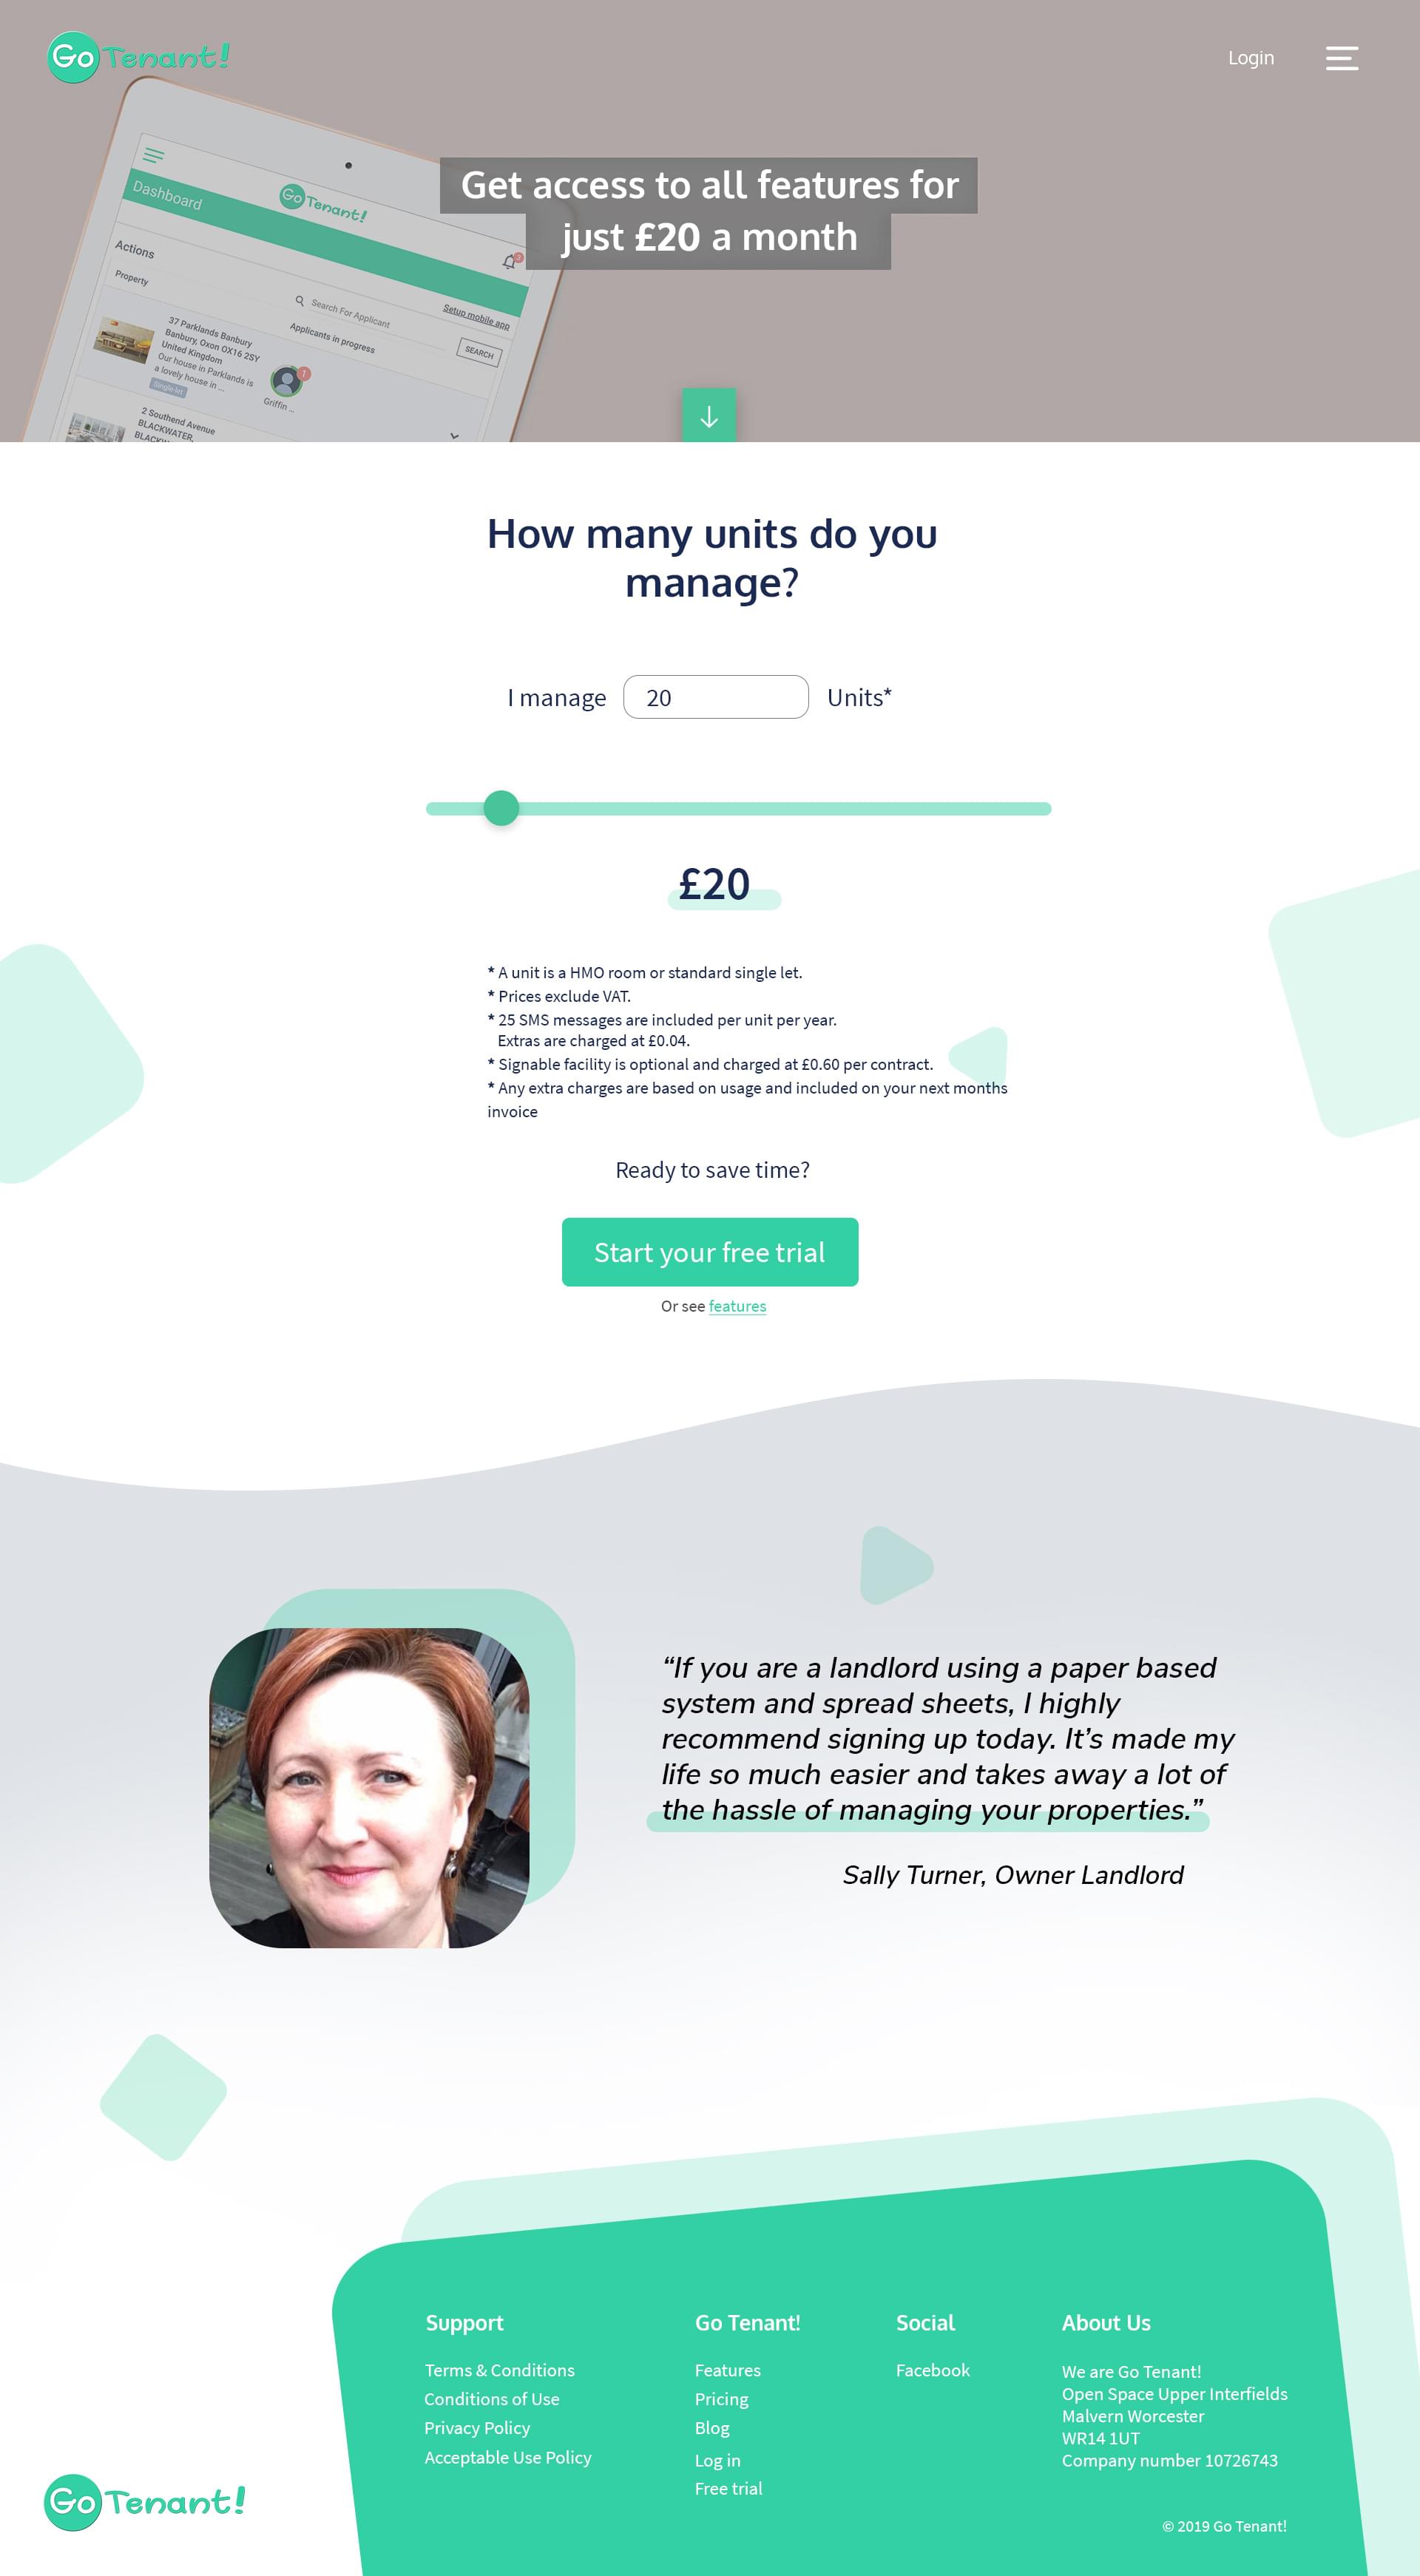 Go Tenant!
Login
Get access to all features for
just £20 a month
Go Tenant!
Dashboard
2
Actions
Setup mobile app
Search For Applicant
SEARCH
Property
Applicants in progress
37 Parklands Banbury
Banbury, Oxon OX16 2SY
United Kingdom
Our house in Parklands is
a lovely house in ...
Single-let
1
Griffin ...
2 Southend Avenue
BLACKWATER,
How many units do you
manage?
I manage 20 Units*
£20
* A unit is a HMO room or standard single let.
* Prices exclude VAT.
* 25 SMS messages are included per unit per year.
Extras are charged at £0.04.
* Signable facility is optional and charged at £0.60 per contract.
* Any extra charges are based on usage and included on your next months
invoice
Ready to save time?
Start your free trial
Or see features
“If you are a landlord using a paper based
system and spread sheets, I highly
recommend signing up today. It’s made my
life so much easier and takes away a lot of
the hassle of managing your properties.”
Sally Turner, Owner Landlord
Support
Terms & Conditions
Conditions of Use
Privacy Policy
Acceptable Use Policy
Go Tenant!
Features
Pricing
Blog
Log in
Free trial
Social
Facebook
About Us
We are Go Tenant!
Open Space Upper Interfields
Malvern Worcester
WR14 1UT
Company number 10726743
Go Tenant!
© 2019 Go Tenant!